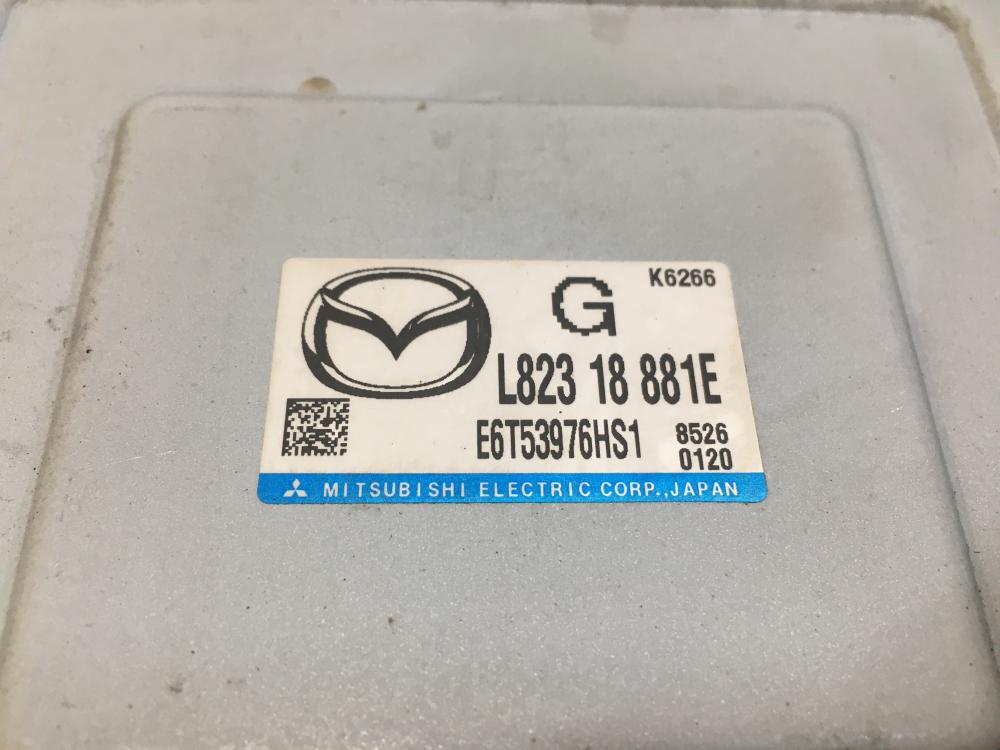 K6266
G
L823 18 881E
E6T53976HS1 8526
0120
MITSUBISHI ELECTRIC CORP.,JAPAN